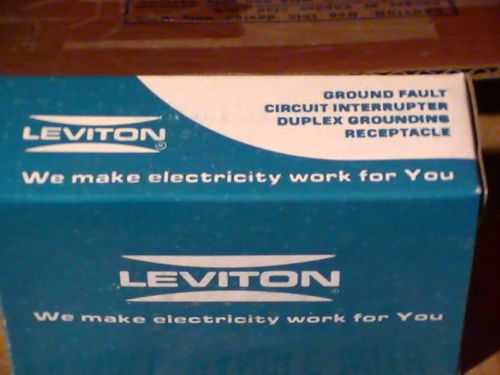 GROUND FAULT
CIRCUIT INTERRUPTER
DUPLEX GROUNDING
RECEPTACLE
LEVITON®
We make electricity work for You
LEVITON®
We make electricity work for You